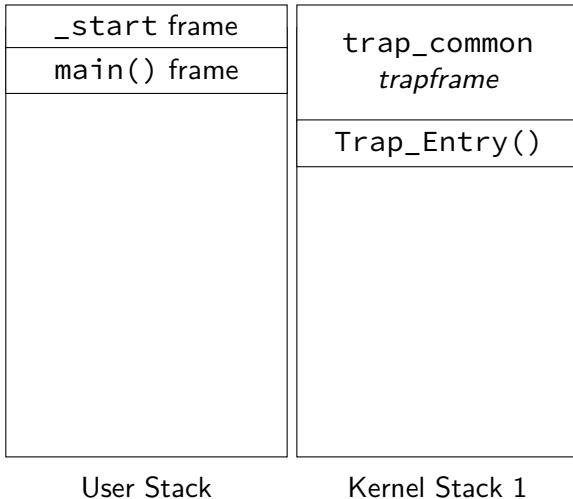 _start frame
main() frame
trap_common
trapframe
Trap_Entry()
User Stack
Kernel Stack 1